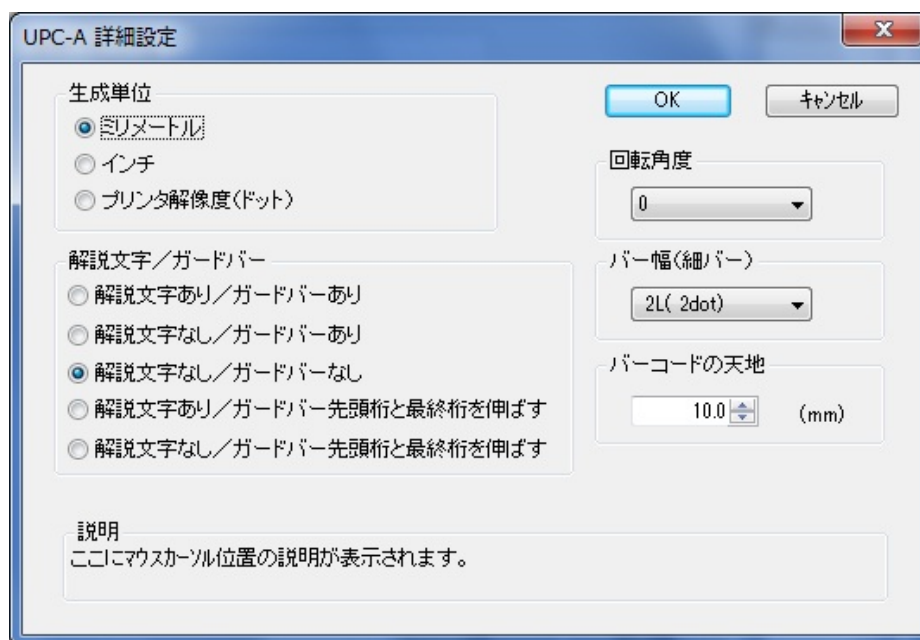 UPC-A 詳細設定
生成単位
ミリメートル
インチ
プリンタ解像度(ドット)
OK
キャンセル
回転角度
0
解説文字/ガードバー
解説文字あり/ガードバーあり
解説文字なし/ガードバーあり
解説文字なし/ガードバーなし
解説文字あり/ガードバー先頭桁と最終桁を伸ばす
解説文字なし/ガードバー先頭桁と最終桁を伸ばす
バー幅(細バー)
2L( 2dot)
バーコードの天地
10.0
(mm)
説明
ここにマウスカーソル位置の説明が表示されます。